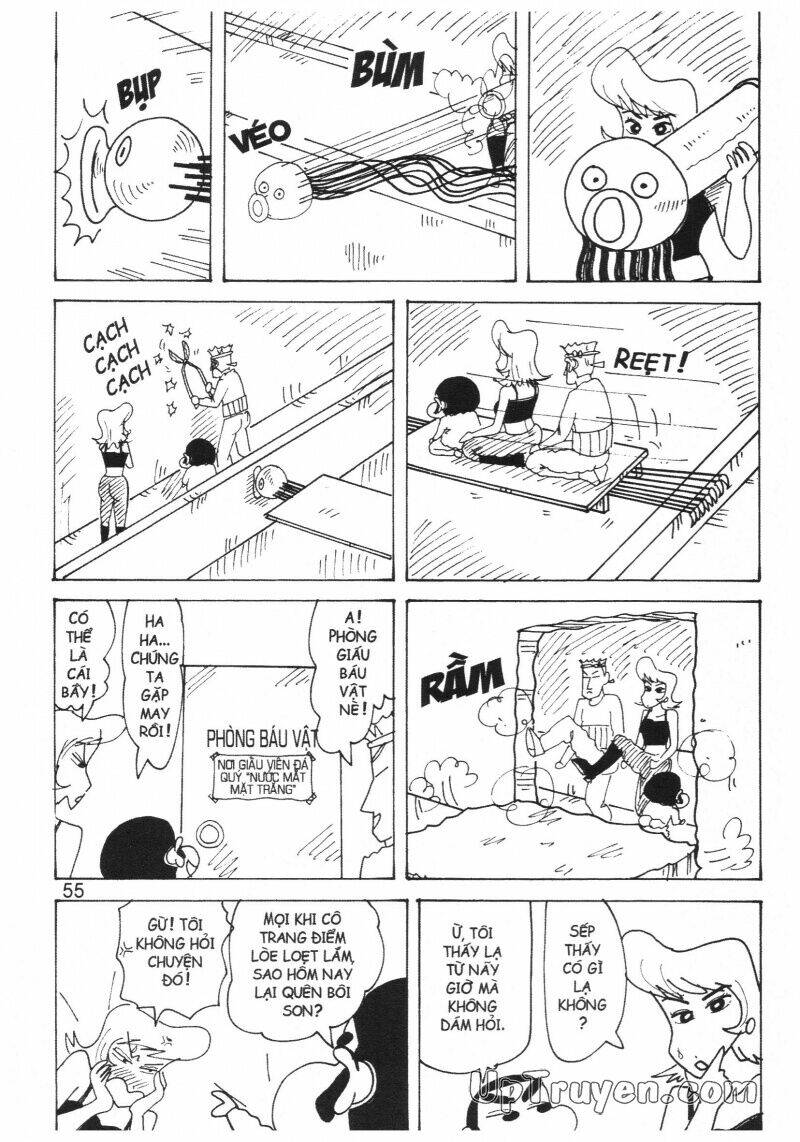 BÙM
VÉO
BỤP
REẸT!
CẠCH
CẠCH
CẠCH
RẦM
A!
PHÒNG
GIẤU
BÁU
VẬT
NÈ!
PHÒNG BÁU VẬT
NƠI GIẤU VIÊN ĐÁ
QUÝ "NƯỚC MẮT
MẶT TRĂNG"
HA
HA...
CHÚNG
TA
GẶP
MAY
RỒI!
CÓ
THỂ
LÀ
CÁI
BẪY!
55
SẾP
THẤY
CÓ GÌ
LẠ
KHÔNG
?
Ừ, TÔI
THẤY LẠ
TỪ NÃY
GIỜ MÀ
KHÔNG
DÁM HỎI.
MỌI KHI CÔ
TRANG ĐIỂM
LÒE LOẸT LẮM,
SAO HÔM NAY
LẠI QUÊN BÔI
SON?
GỪ! TÔI
KHÔNG HỎI
CHUYỆN
ĐÓ!
UpTruyen.com